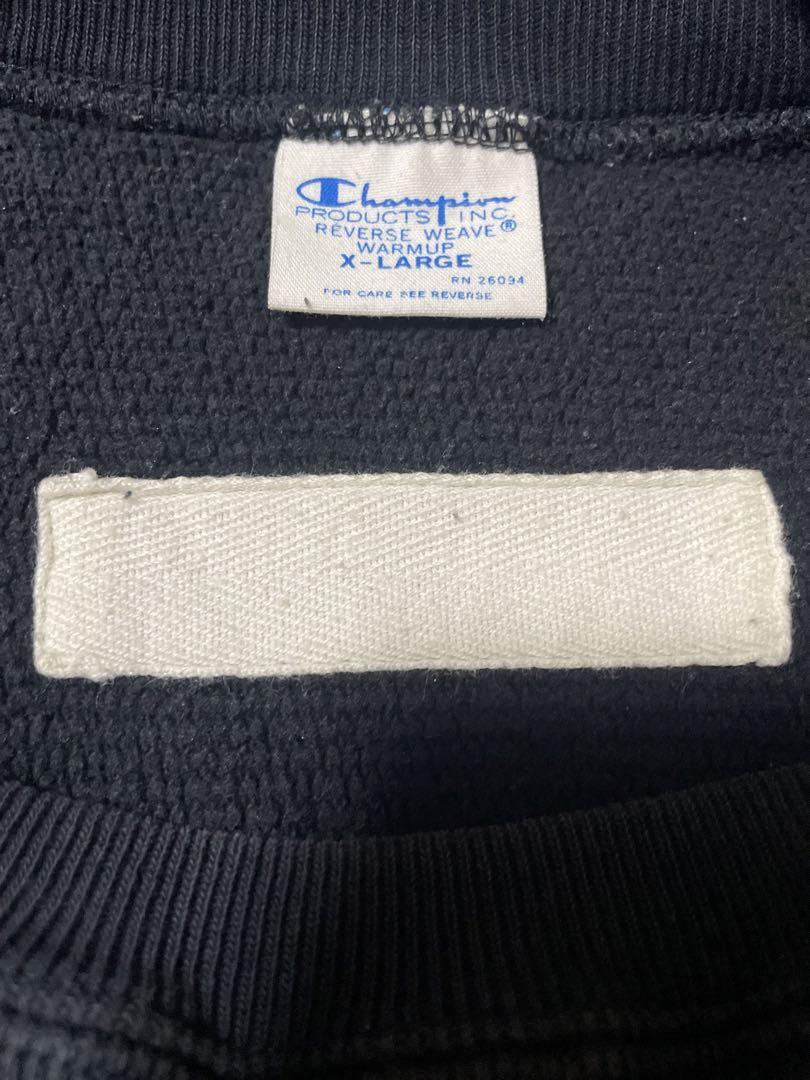 Champion
PRODUCTS INC.
REVERSE WEAVE®
WARMUP
X-LARGE
RN 26094
FOR CARE SEE REVERSE